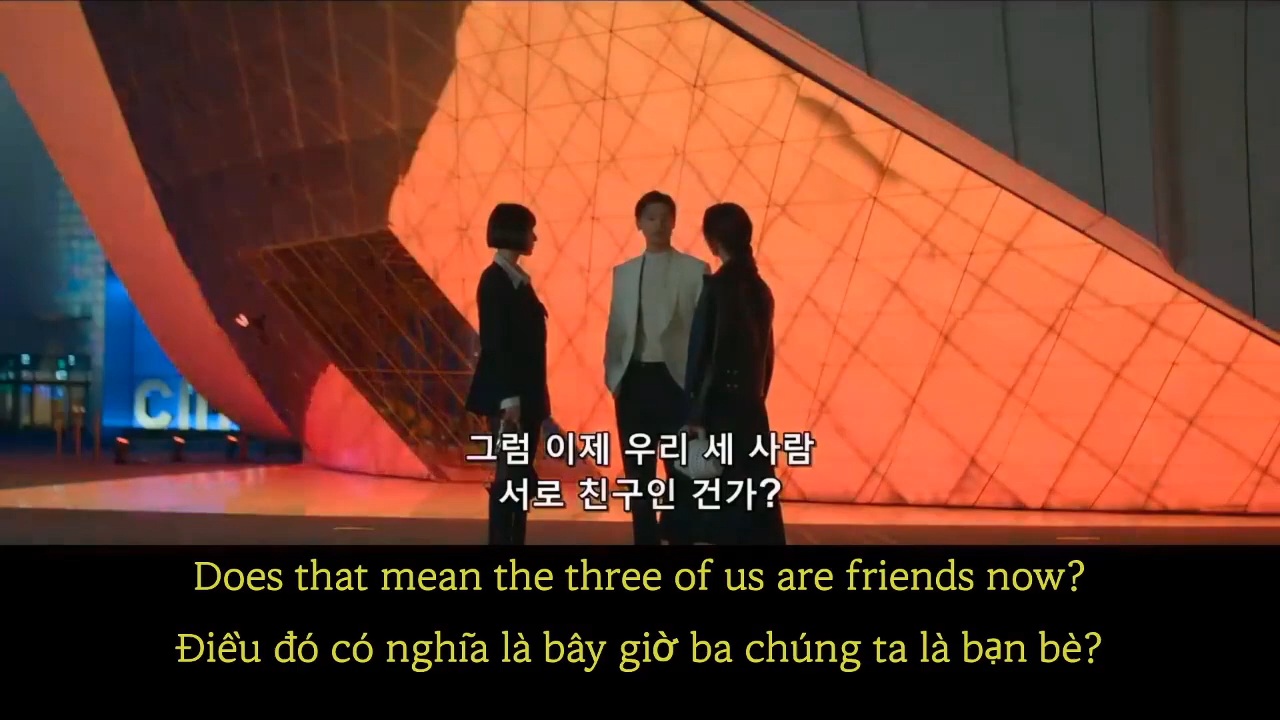 그럼 이제 우리 세 사람
서로 친구인 건가?
Does that mean the three of us are friends now?
Điều đó có nghĩa là bây giờ ba chúng ta là bạn bè?